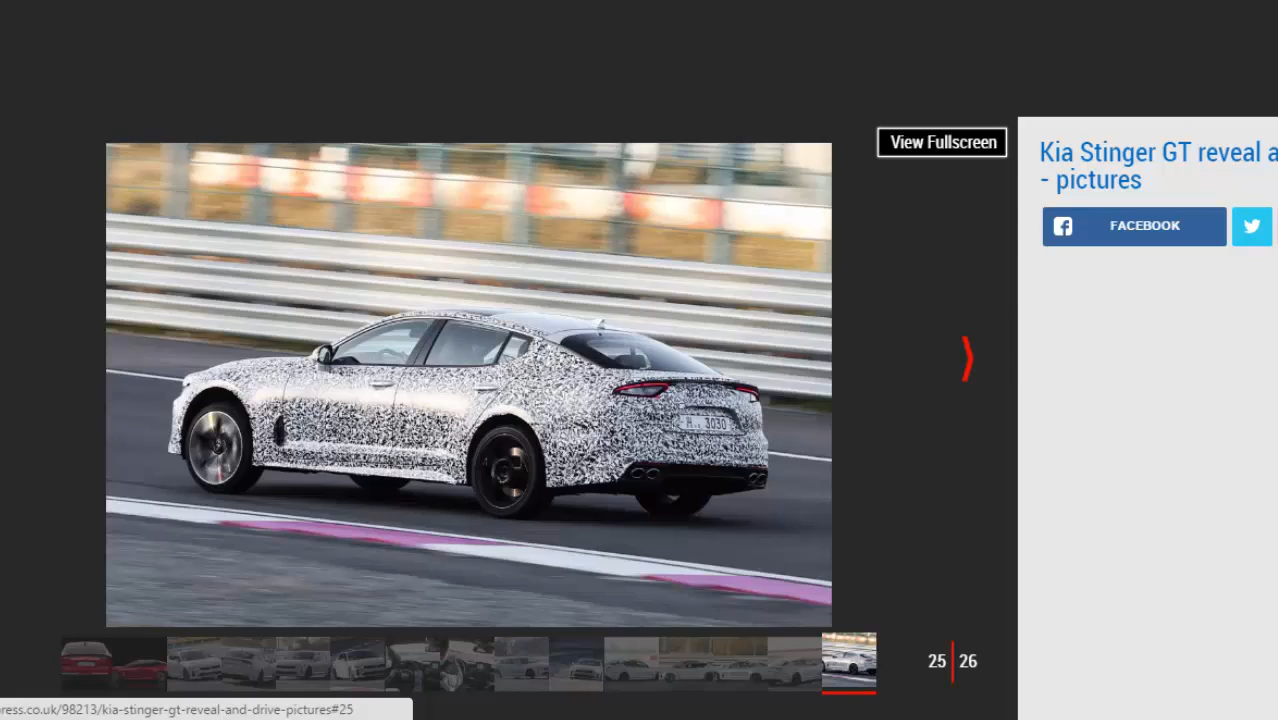 View Fullscreen
Kia Stinger GT reveal a
- pictures
FACEBOOK
3030
25 26
press.co.uk/98213/kia-stinger-gt-reveal-and-drive-pictures#25